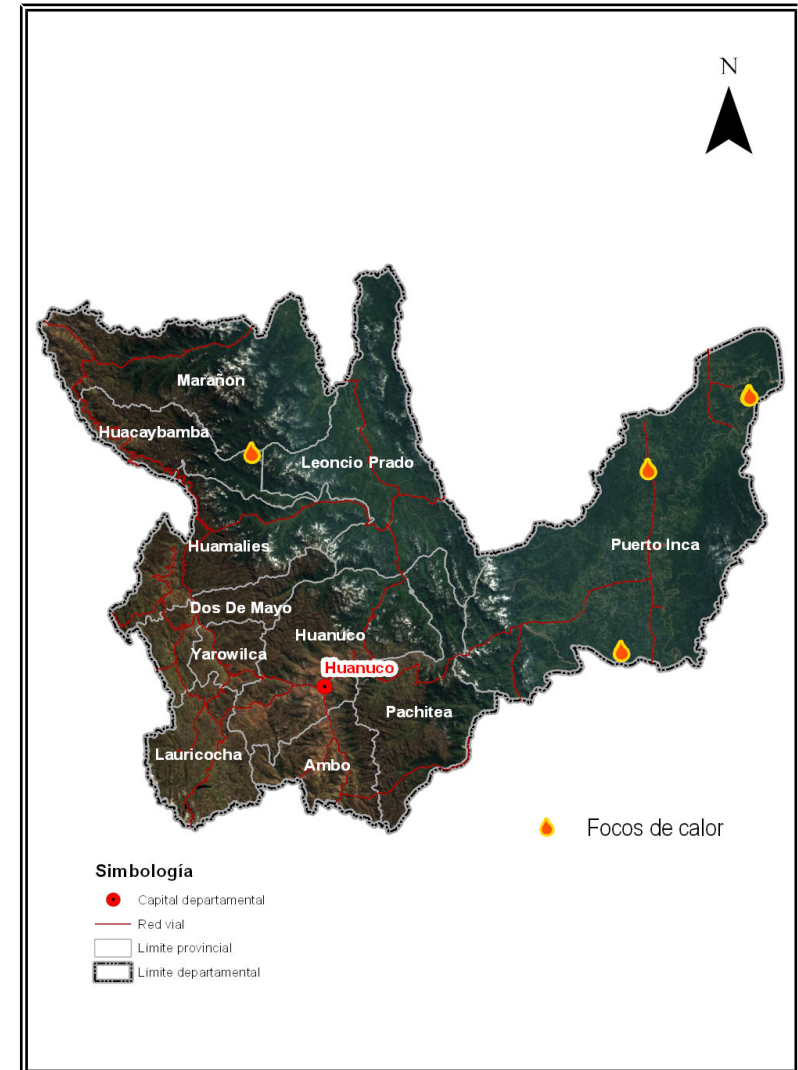 N
Marañon
Huacaybamba
Leoncio Prado
Huamalies
Puerto Inca
Dos De Mayo
Huanuco
Yarowilca
Huanuco
Pachitea
Lauricocha
Ambo
Focos de calor
Simbología
Capital departamental
Red vial
Límite provincial
Límite departamental